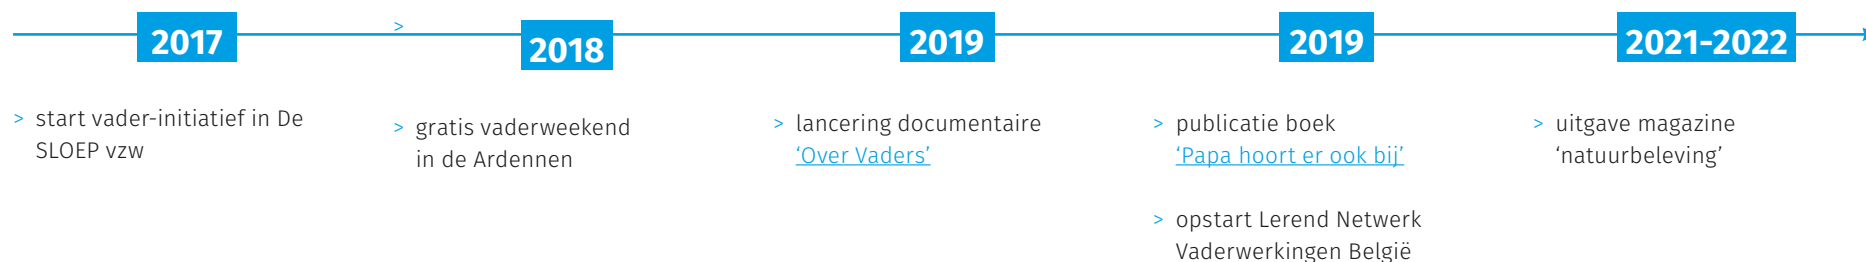 2017
>
2018
2019
2019
2021-2022
> start vader-initiatief in De
SLOEP vzw
> gratis vaderweekend
in de Ardennen
> lancering documentaire
‘Over Vaders’
> publicatie boek
‘Papa hoort er ook bij’
> opstart Lerend Netwerk
Vaderwerkingen België
> uitgave magazine
‘natuurbeleving’